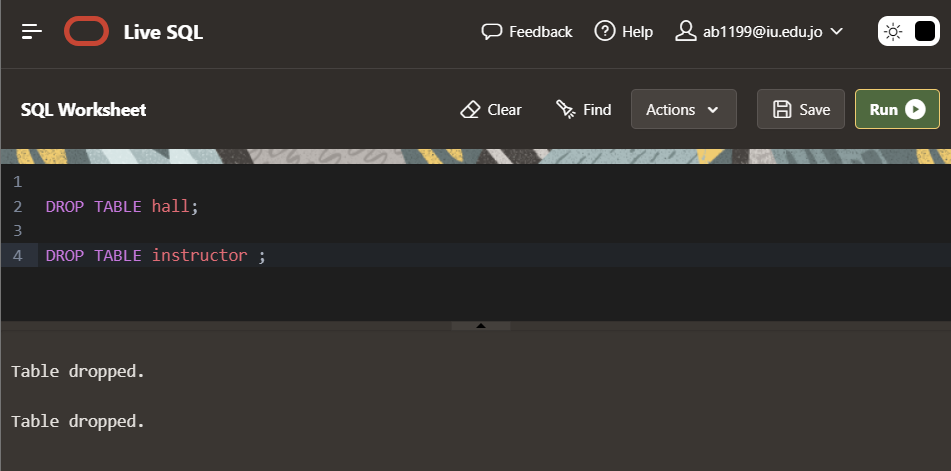 Live SQL
Feedback
Help
ab1199@iu.edu.jo
SQL Worksheet
Clear
Find
Actions
Save
Run
1
2 DROP TABLE hall;
3
4 DROP TABLE instructor ;
Table dropped.
Table dropped.